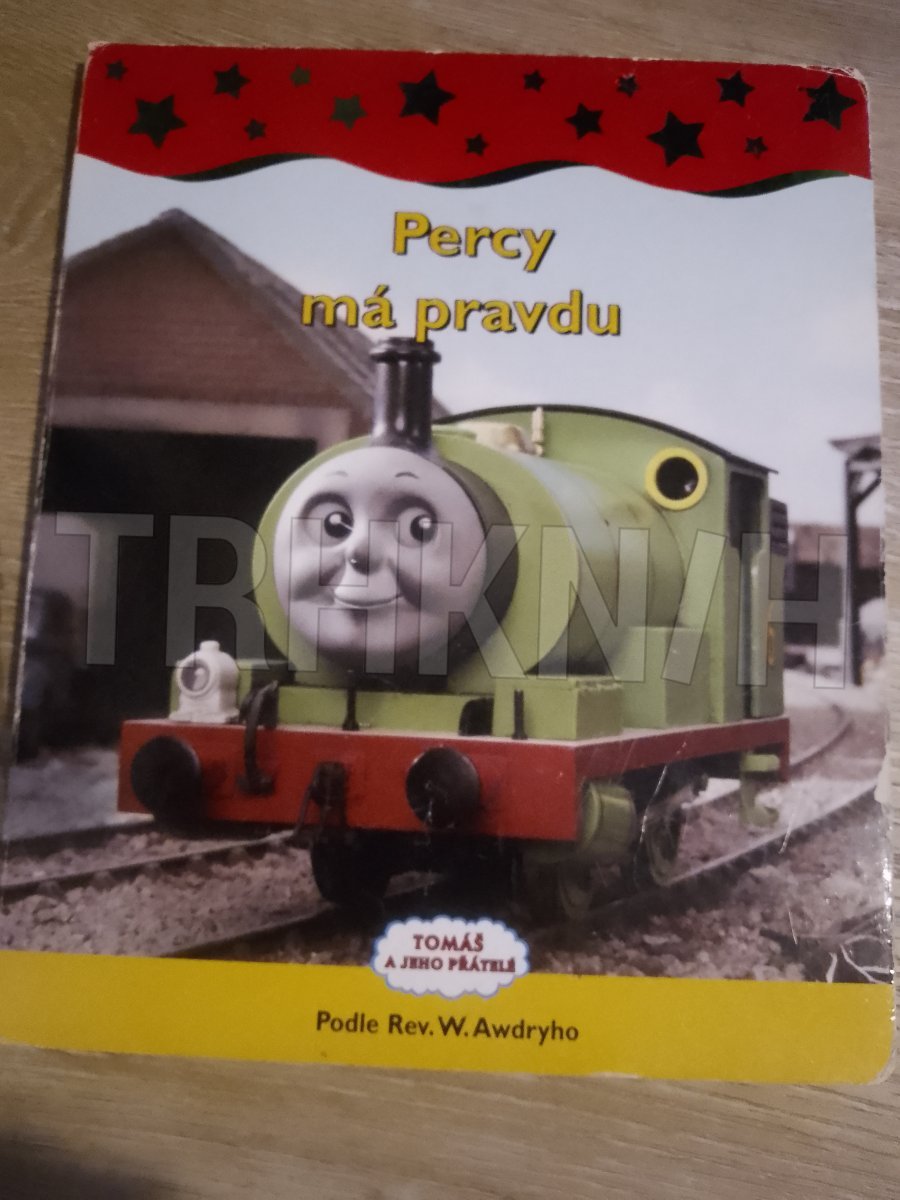 Percy
má pravdu
TRHKNIH
TOMÁŠ
A JEHO PŘÁTELÉ
Podle Rev. W. Awdryho